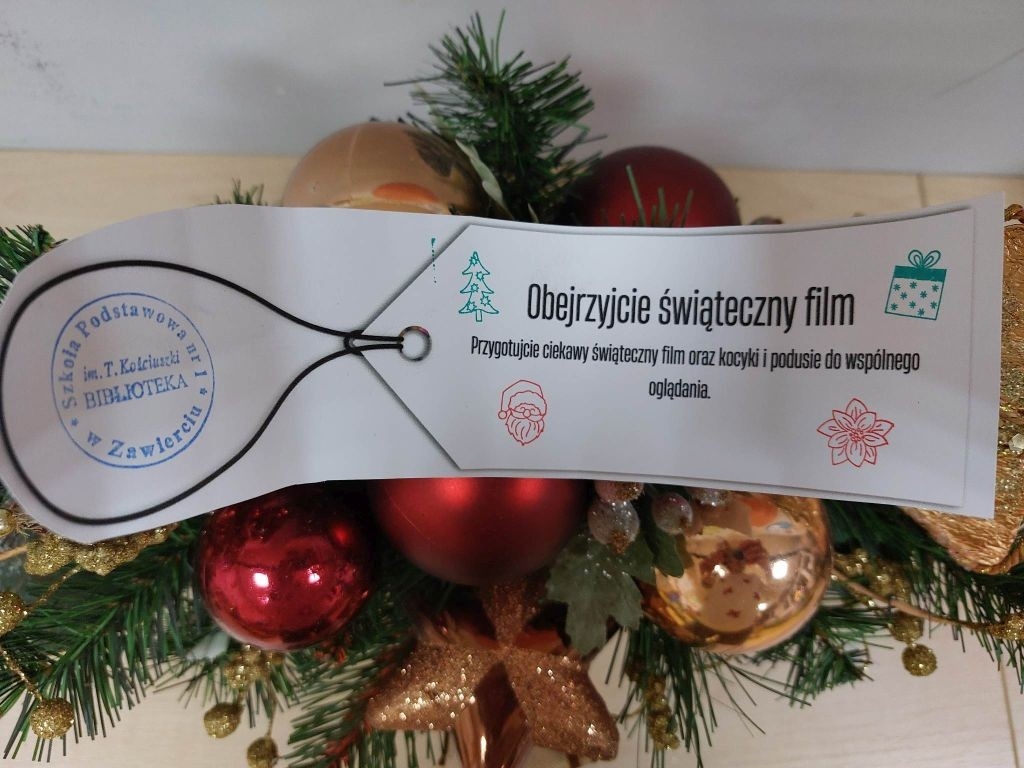 Szkoła Podstawowa nr 1
im. T. Kościuszki
BIBLIOTEKA
* w Zawierciu *
Obejrzyjcie świąteczny film
Przygotujcie ciekawy świąteczny film oraz kocyki i podusie do wspólnego
oglądania.